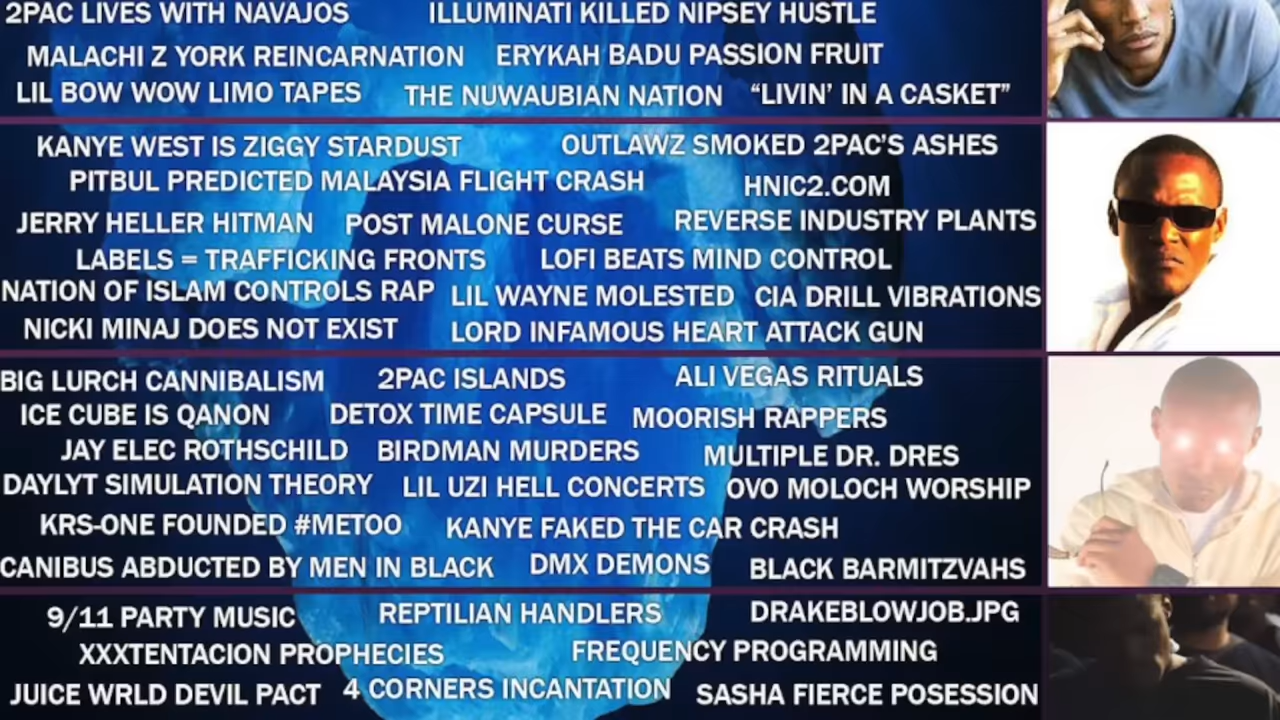 2PAC LIVES WITH NAVAJOS ILLUMINATI KILLED NIPSEY HUSTLE
MALACHI Z YORK REINCARNATION ERYKAH BADU PASSION FRUIT
LIL BOW WOW LIMO TAPES THE NUWAUBIAN NATION “LIVIN’ IN A CASKET”
KANYE WEST IS ZIGGY STARDUST OUTLAWZ SMOKED 2PAC’S ASHES
PITBUL PREDICTED MALAYSIA FLIGHT CRASH HNIC2.COM
JERRY HELLER HITMAN POST MALONE CURSE REVERSE INDUSTRY PLANTS
LABELS = TRAFFICKING FRONTS LOFI BEATS MIND CONTROL
NATION OF ISLAM CONTROLS RAP LIL WAYNE MOLESTED CIA DRILL VIBRATIONS
NICKI MINAJ DOES NOT EXIST LORD INFAMOUS HEART ATTACK GUN
BIG LURCH CANNIBALISM 2PAC ISLANDS ALI VEGAS RITUALS
ICE CUBE IS QANON DETOX TIME CAPSULE MOORISH RAPPERS
JAY ELEC ROTHSCHILD BIRDMAN MURDERS MULTIPLE DR. DRES
DAYLYT SIMULATION THEORY LIL UZI HELL CONCERTS OVO MOLOCH WORSHIP
KRS-ONE FOUNDED #METOO KANYE FAKED THE CAR CRASH
CANIBUS ABDUCTED BY MEN IN BLACK DMX DEMONS BLACK BARMITZVAHS
9/11 PARTY MUSIC REPTILIAN HANDLERS DRAKEBLOWJOB.JPG
XXXTENTACION PROPHECIES FREQUENCY PROGRAMMING
JUICE WRLD DEVIL PACT 4 CORNERS INCANTATION SASHA FIERCE POSESSION